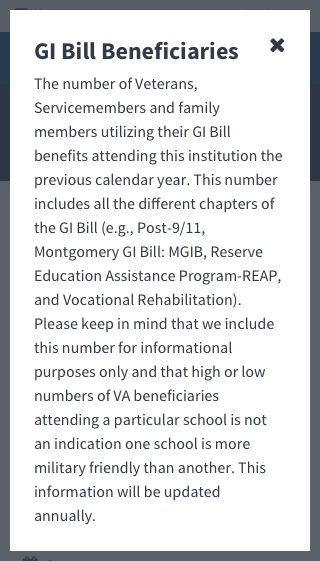 GI Bill Beneficiaries
The number of Veterans,
Servicemembers and family
members utilizing their GI Bill
benefits attending this institution the
previous calendar year. This number
includes all the different chapters of
the GI Bill (e.g., Post-9/11,
Montgomery GI Bill: MGIB, Reserve
Education Assistance Program-REAP,
and Vocational Rehabilitation).
Please keep in mind that we include
this number for informational
purposes only and that high or low
numbers of VA beneficiaries
attending a particular school is not
an indication one school is more
military friendly than another. This
information will be updated
annually.